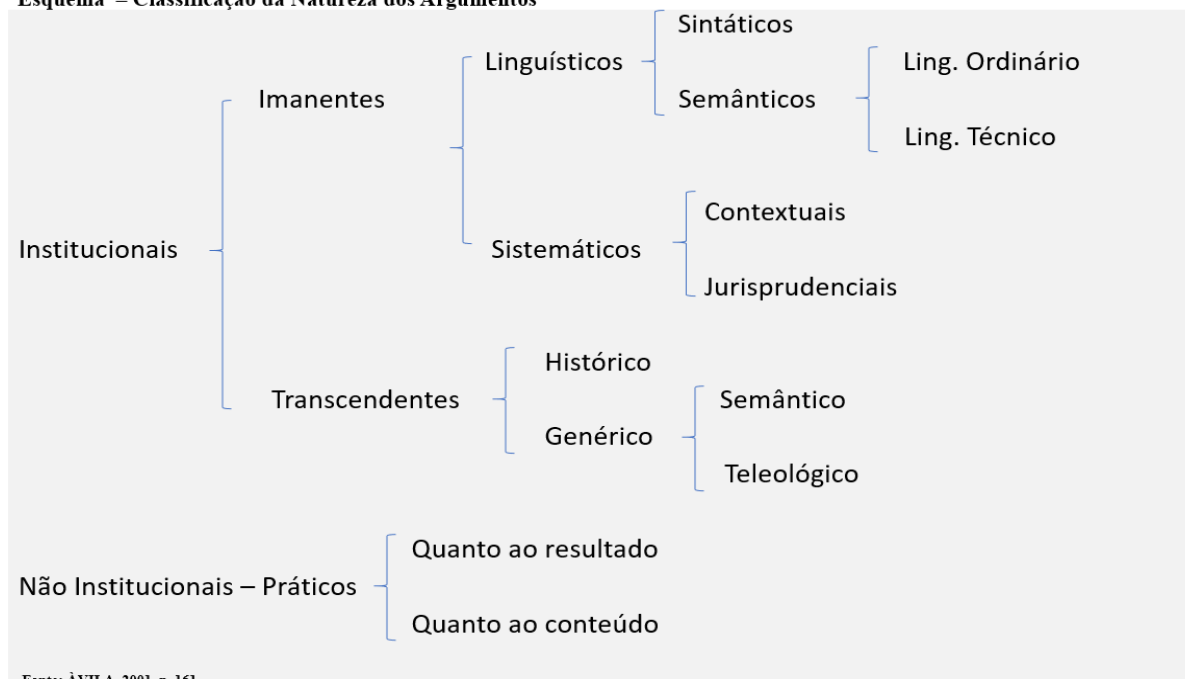 Esquema – Classificação da Natureza dos Argumentos
Sintáticos
Linguísticos
Ling. Ordinário
Imanentes
Semânticos
Ling. Técnico
Contextuais
Institucionais
Sistemáticos
Jurisprudenciais
Histórico
Transcendentes
Semântico
Genérico
Teleológico
Quanto ao resultado
Não Institucionais – Práticos
Quanto ao conteúdo
Fonte: ÀVILA, 2001, p. 161